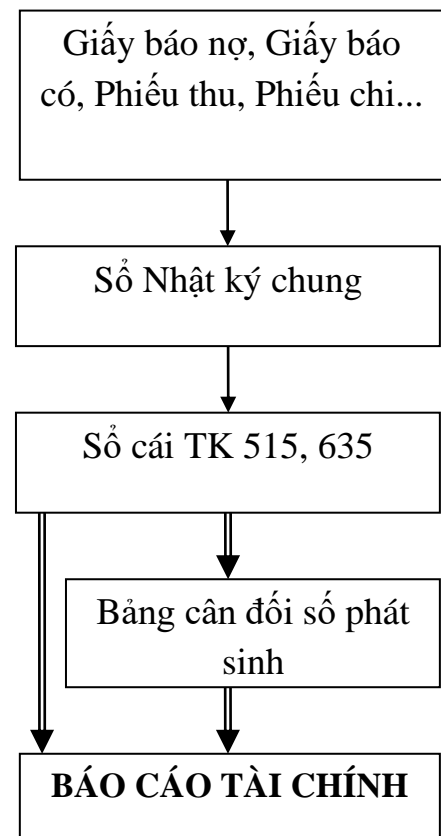 Giấy báo nợ, Giấy báo
có, Phiếu thu, Phiếu chi...
Sổ Nhật ký chung
Sổ cái TK 515, 635
Bảng cân đối số phát
sinh
BÁO CÁO TÀI CHÍNH